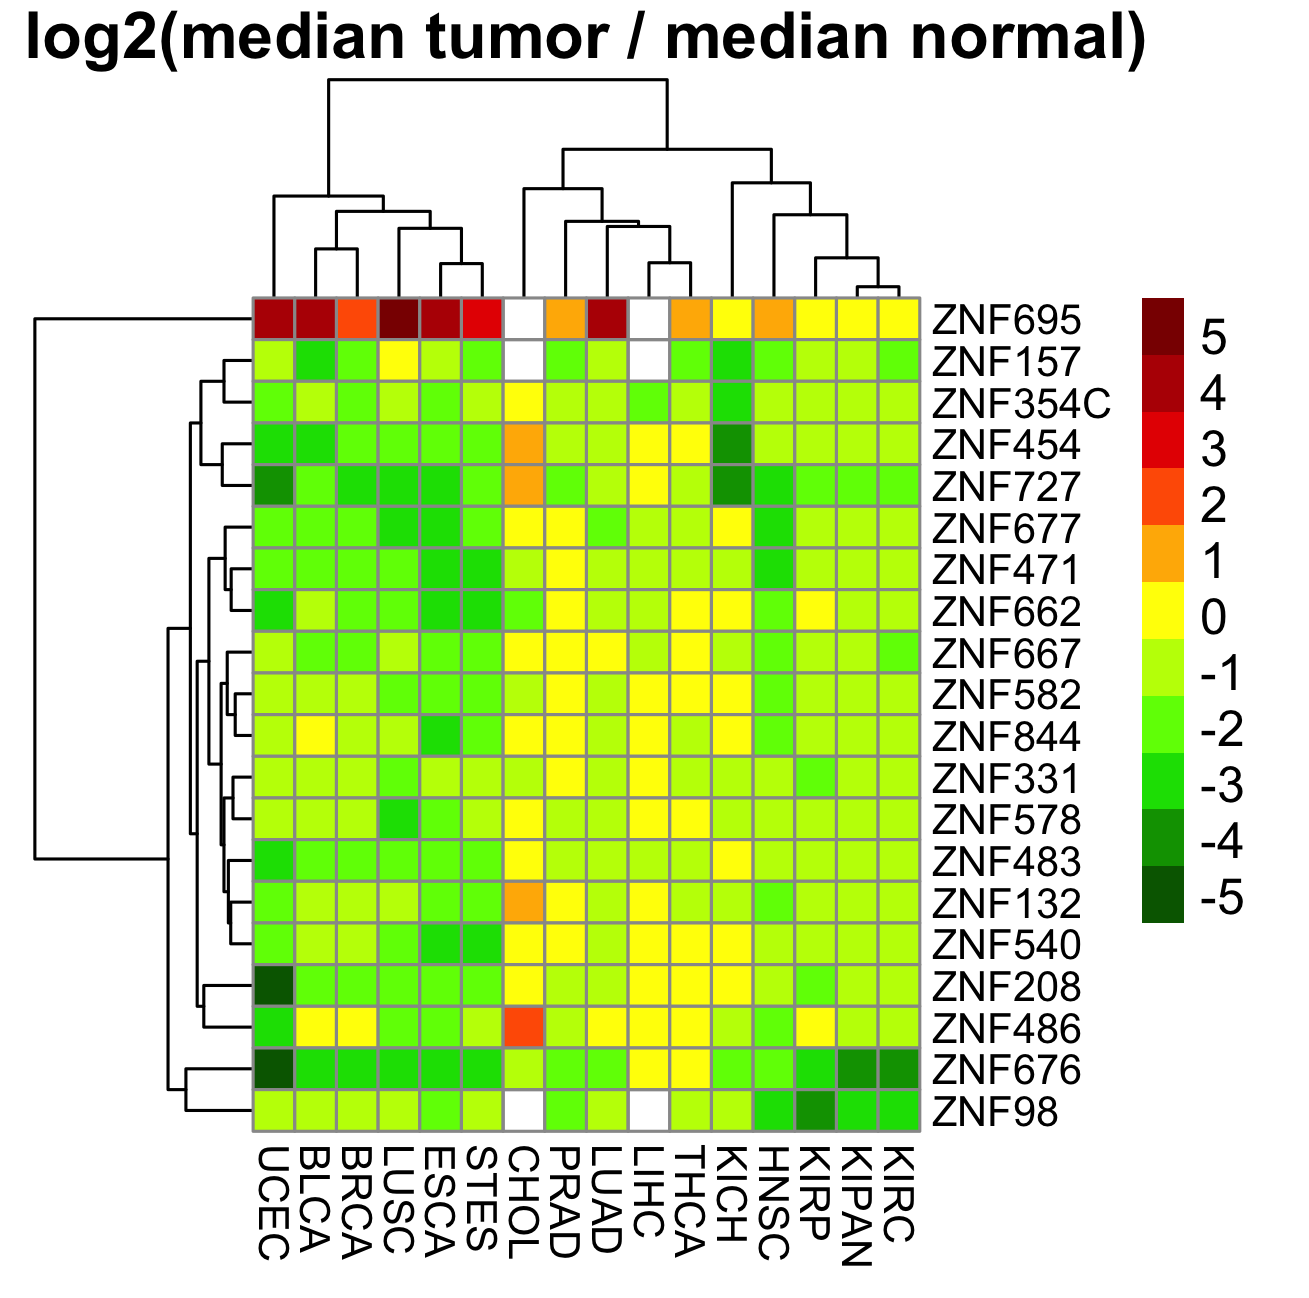 log2(median tumor / median normal)
ZNF695
ZNF157
ZNF354C
ZNF454
ZNF727
ZNF677
ZNF471
ZNF662
ZNF667
ZNF582
ZNF844
ZNF331
ZNF578
ZNF483
ZNF132
ZNF540
ZNF208
ZNF486
ZNF676
ZNF98
5
4
3
2
1
0
-1
-2
-3
-4
-5
UCEC
BLCA
BRCA
LUSC
ESCA
STES
CHOL
PRAD
LUAD
LIHC
THCA
KICH
HNSC
KIRP
KIPAN
KIRC